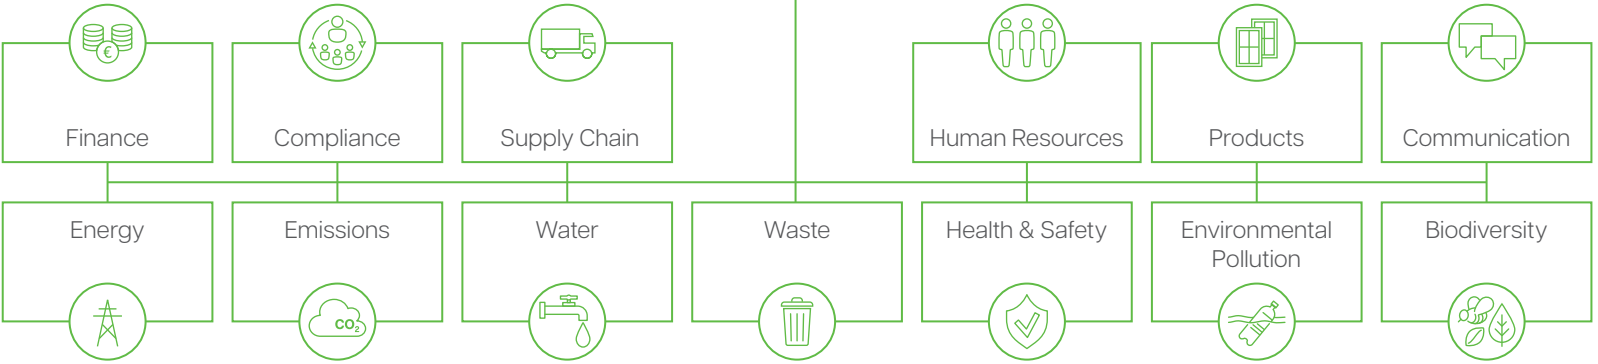 €
Finance
Compliance
Supply Chain
Human Resources
Products
Communication
Energy
Emissions
Water
Waste
Health & Safety
Environmental
Pollution
Biodiversity
CO₂